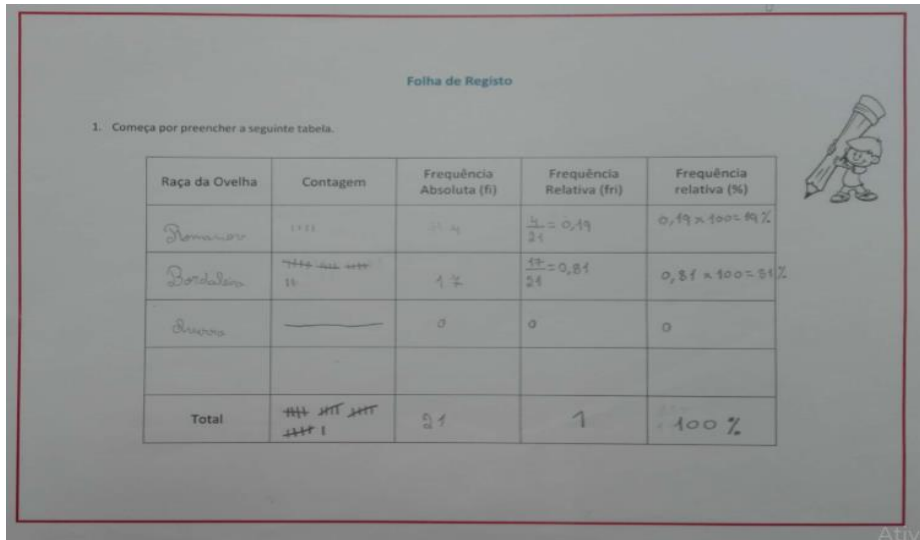 Folha de Registo
1. Começa por preencher a seguinte tabela.
Raça da Ovelha Contagem Frequência Absoluta (fi) Frequência Relativa (fri) Frequência relativa (%)
4 4/21 = 0,19 0,19 x 100 = 19 %
Bordaleira 17 17/21 = 0,81 0,81 x 100 = 81 %
0 0 0
Total 21 1 100 %
Ativ